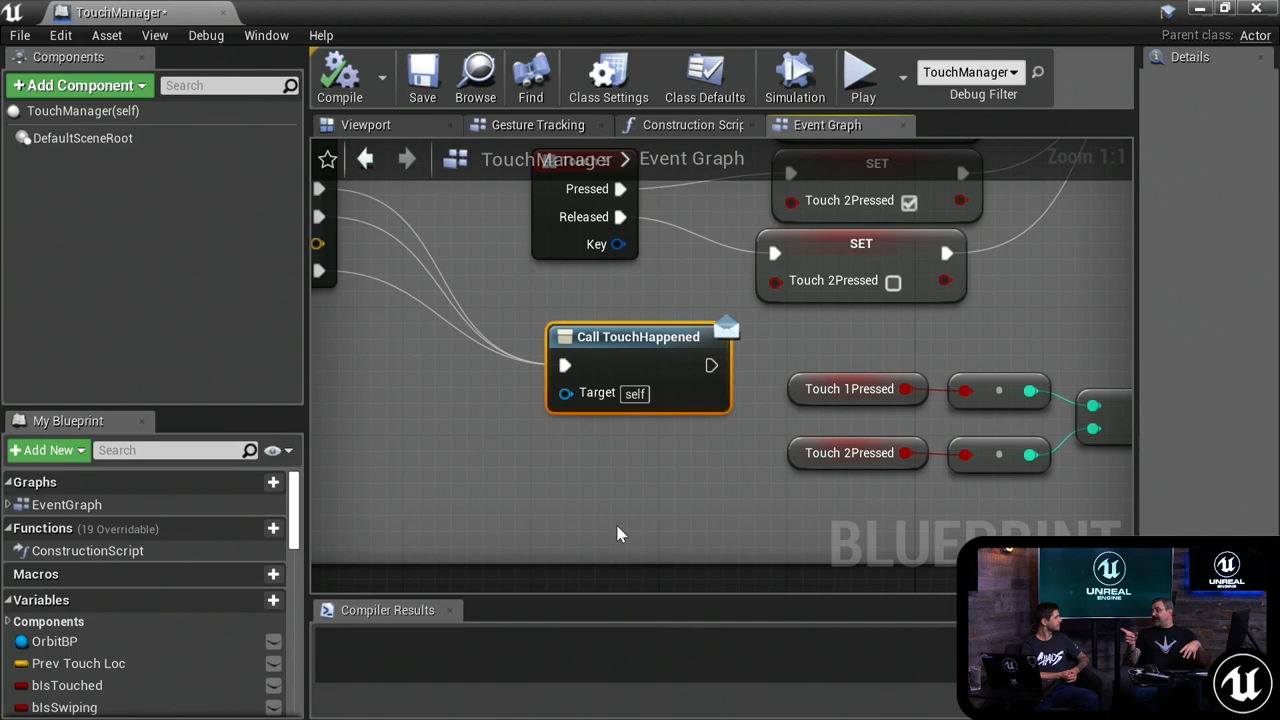 TouchManager*
File Edit Asset View Debug Window Help
Parent class: Actor
Components
+Add Component
Search
TouchManager(self)
DefaultSceneRoot
Compile
Save
Browse
Find
Class Settings
Class Defaults
Simulation
Play
TouchManager
Debug Filter
Details
Viewport
Gesture Tracking
Construction Scrip
Event Graph
TouchManager > Event Graph
Zoom 1:1
Pressed
Released
Key
SET
Touch 2Pressed
SET
Touch 2Pressed
Call TouchHappened
Target self
Touch 1Pressed
Touch 2Pressed
BLUEPRINT
My Blueprint
+Add New
Search
Graphs
EventGraph
Functions (19 Overridable)
ConstructionScript
Macros
Variables
Components
OrbitBP
Prev Touch Loc
bIsTouched
bIsSwiping
Compiler Results
UNREAL
ENGINE
UNREAL
ENGINE
CHAOS